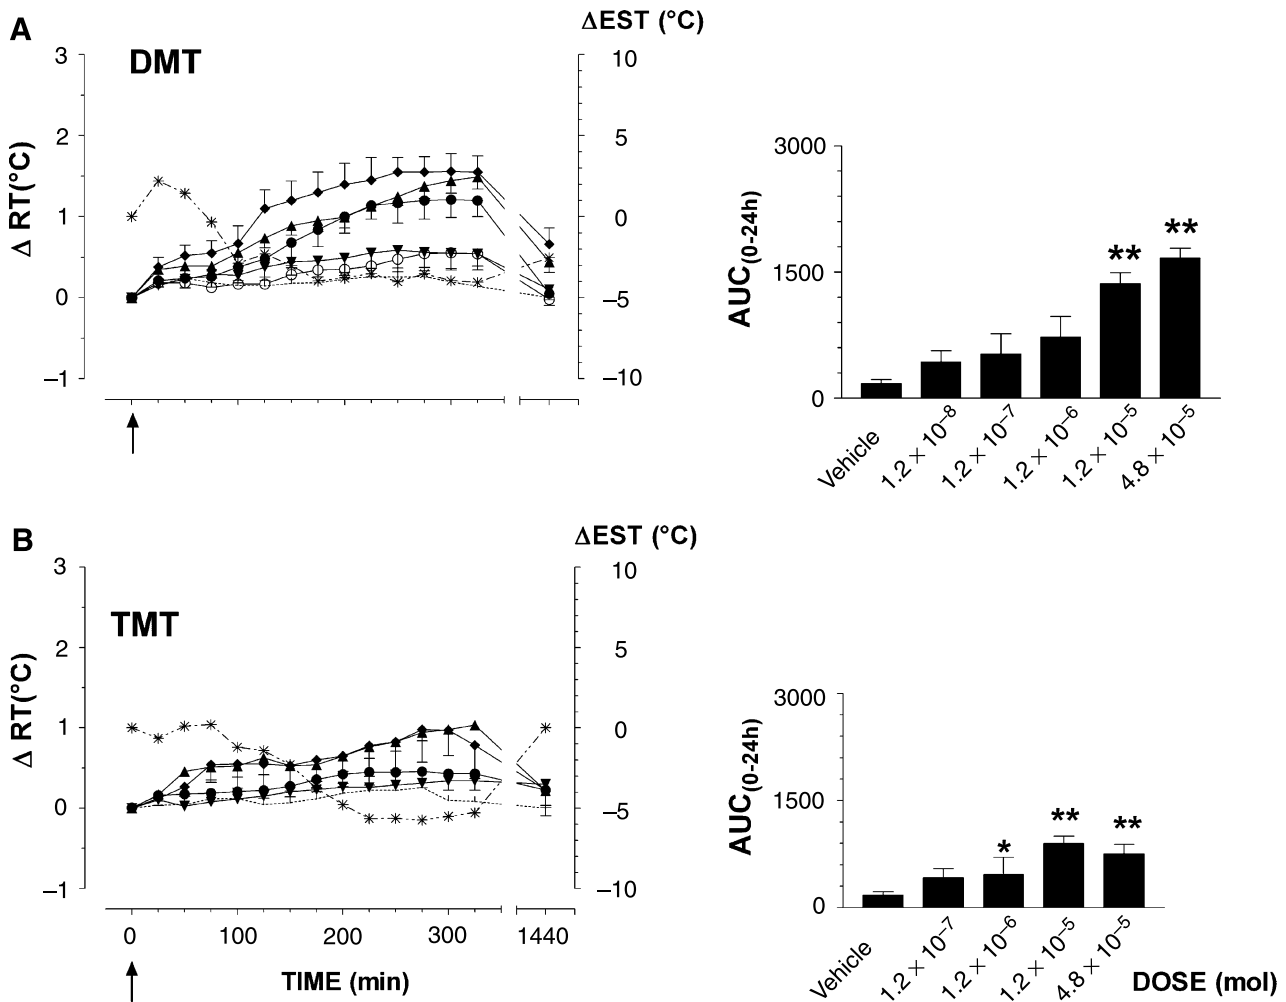 A
DMT
ΔEST (°C)
3
2
1
0
–1
Δ RT(°C)
10
5
0
–5
–10
3000
1500
0
AUC(0-24h)
**
**
Vehicle
1.2 × 10–8
1.2 × 10–7
1.2 × 10–6
1.2 × 10–5
4.8 × 10–5
B
TMT
ΔEST (°C)
3
2
1
0
–1
Δ RT(°C)
10
5
0
–5
–10
0
100
200
300
1440
TIME (min)
3000
1500
0
AUC(0-24h)
*
**
**
Vehicle
1.2 × 10–7
1.2 × 10–6
1.2 × 10–5
4.8 × 10–5
DOSE (mol)